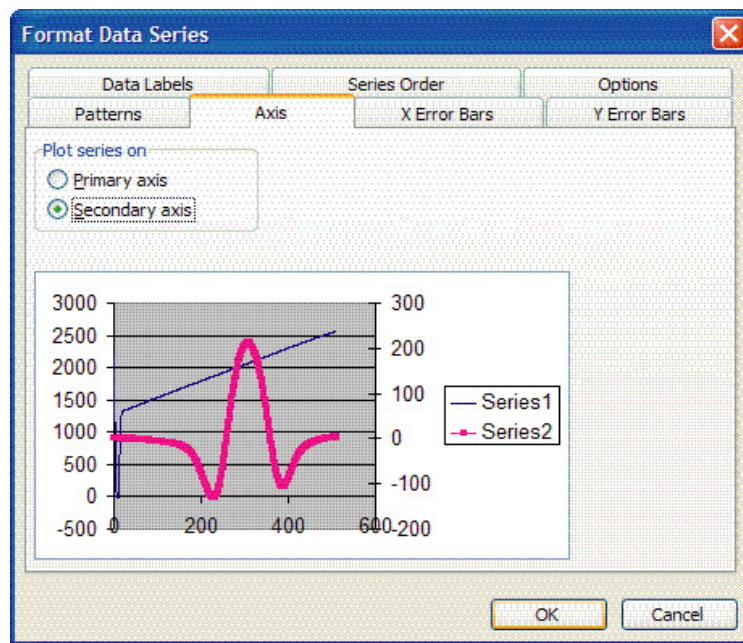 Format Data Series
Data Labels Series Order Options
Patterns Axis X Error Bars Y Error Bars
Plot series on
Primary axis
Secondary axis
3000 300
2500 200
2000
1500 100
1000 0
500 -100
0
-500 0 200 400 600 -200
Series1
Series2
OK Cancel